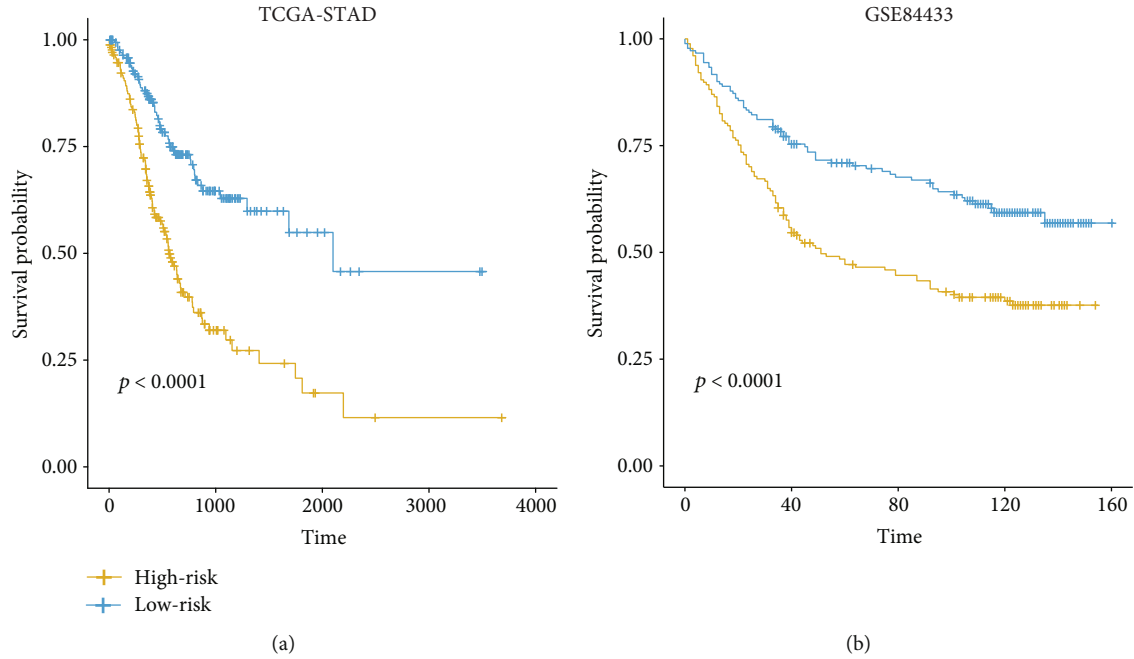 TCGA-STAD
1.00
0.75
0.50
0.25
0.00
Survival probability
p < 0.0001
0 1000 2000 3000 4000
Time
High-risk
Low-risk
(a)
GSE84433
1.00
0.75
0.50
0.25
0.00
Survival probability
p < 0.0001
0 40 80 120 160
Time
(b)